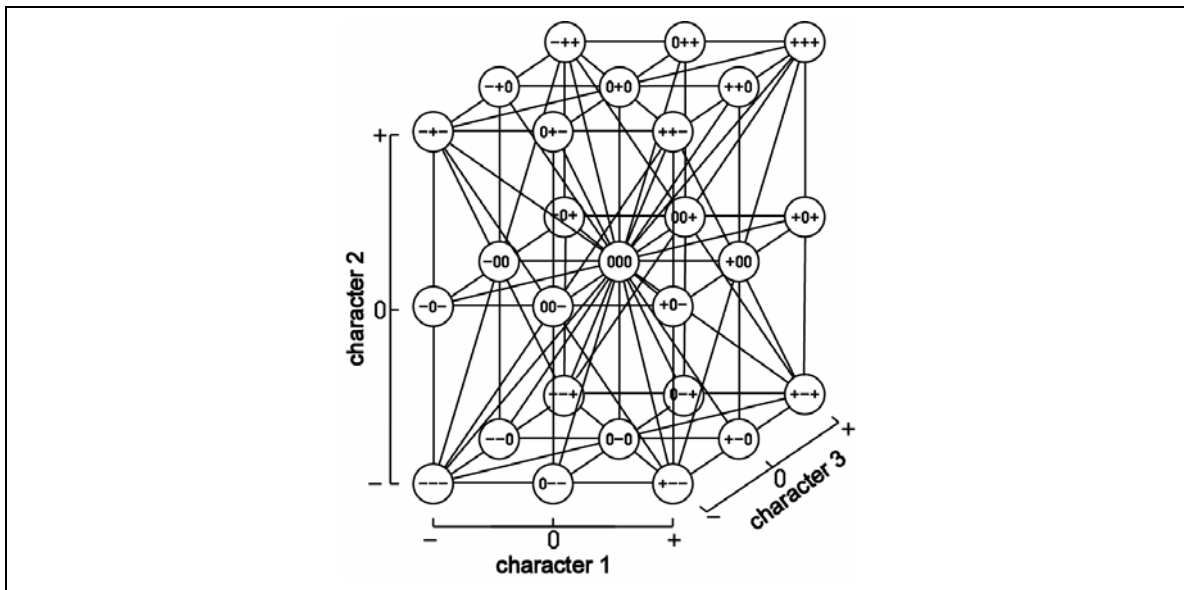 −++ 0++ +++
−+0 0+0 ++0
+ −+− 0+− ++−
−0+ 00+ +0+
−00 000 +00
character 2
0 −0− 00− +0−
−−+ 0−+ +−+
−−0 0−0 +−0
− −−− 0−− +−−
+
0
−
character 3
− 0 +
character 1